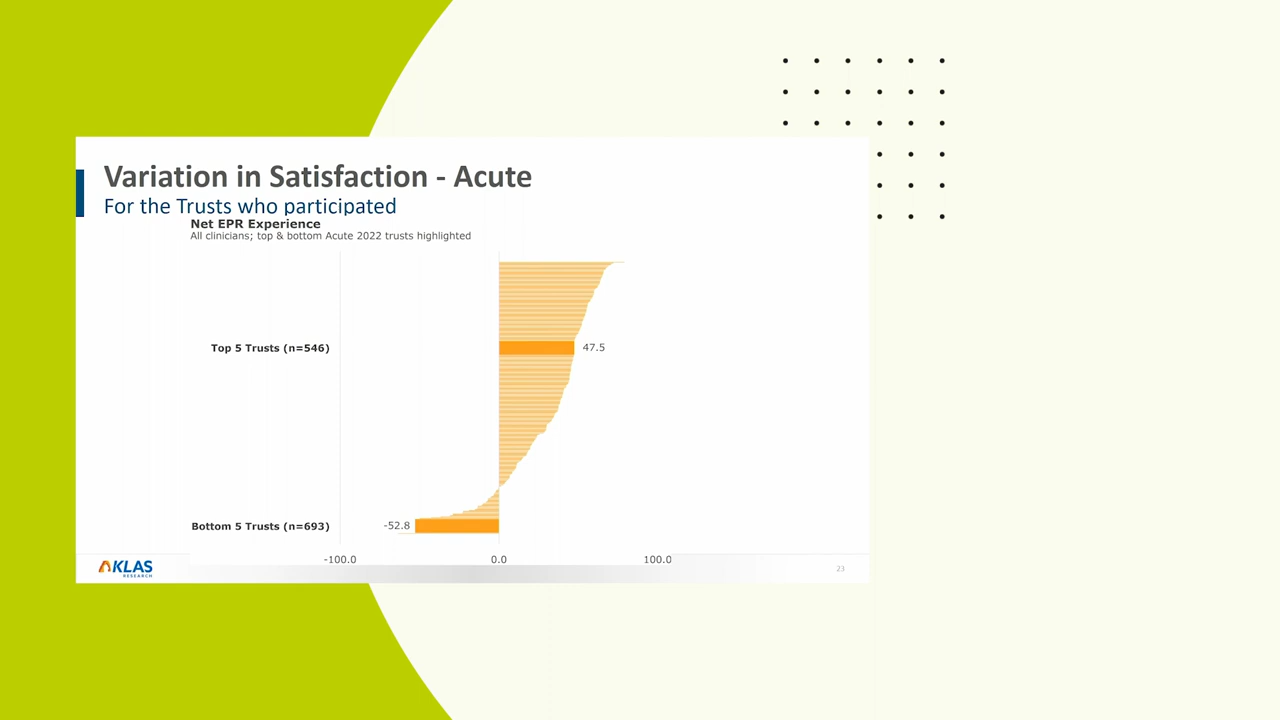 Variation in Satisfaction - Acute
For the Trusts who participated
Net EPR Experience
All clinicians; top & bottom Acute 2022 trusts highlighted
Top 5 Trusts (n=546)
47.5
Bottom 5 Trusts (n=693)
-52.8
-100.0
0.0
100.0
KLAS
RESEARCH
23